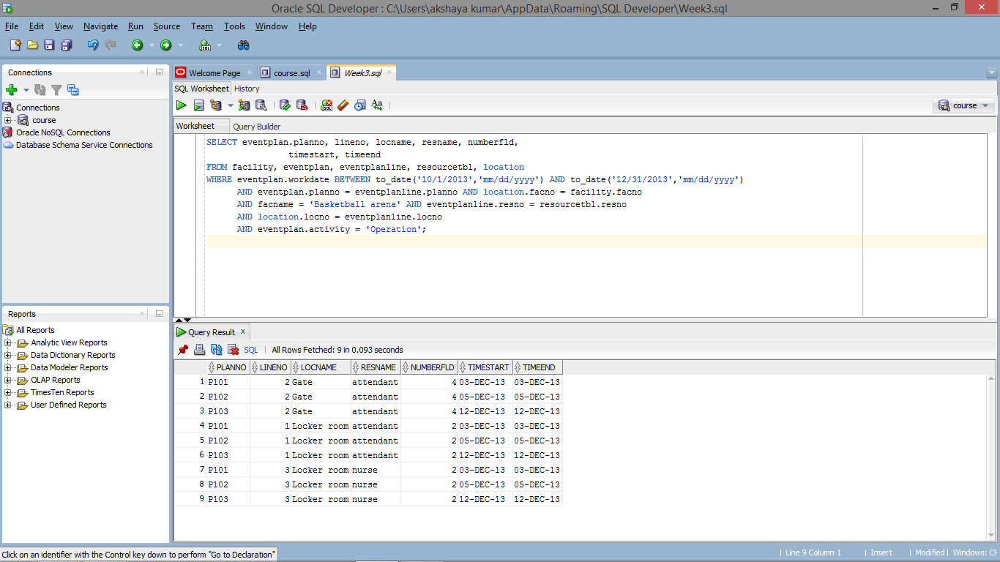 Oracle SQL Developer : C:\Users\akshaya kumar\AppData\Roaming\SQL Developer\Week3.sql
File Edit View Navigate Run Source Team Tools Window Help
Connections
Connections
course
Oracle NoSQL Connections
Database Schema Service Connections
Reports
All Reports
Analytic View Reports
Data Dictionary Reports
Data Modeler Reports
OLAP Reports
TimesTen Reports
User Defined Reports
Welcome Page course.sql Week3.sql
SQL Worksheet History
course
Worksheet Query Builder
SELECT eventplan.planno, lineno, locname, resname, numberfld,
timestart, timeend
FROM facility, eventplan, eventplanline, resourcetbl, location
WHERE eventplan.workdate BETWEEN to_date('10/1/2013','mm/dd/yyyy') AND to_date('12/31/2013','mm/dd/yyyy')
AND eventplan.planno = eventplanline.planno AND location.facno = facility.facno
AND facname = 'Basketball arena' AND eventplanline.resno = resourcetbl.resno
AND location.locno = eventplanline.locno
AND eventplan.activity = 'Operation';
Query Result
SQL | All Rows Fetched: 9 in 0.093 seconds
PLANNO LINENO LOCNAME RESNAME NUMBERFLD TIMESTART TIMEEND
1 P101 2 Gate attendant 4 03-DEC-13 03-DEC-13
2 P102 2 Gate attendant 4 05-DEC-13 05-DEC-13
3 P103 2 Gate attendant 4 12-DEC-13 12-DEC-13
4 P101 1 Locker room attendant 2 03-DEC-13 03-DEC-13
5 P102 1 Locker room attendant 2 05-DEC-13 05-DEC-13
6 P103 1 Locker room attendant 2 12-DEC-13 12-DEC-13
7 P101 3 Locker room nurse 2 03-DEC-13 03-DEC-13
8 P102 3 Locker room nurse 2 05-DEC-13 05-DEC-13
9 P103 3 Locker room nurse 2 12-DEC-13 12-DEC-13
Click on an identifier with the Control key down to perform "Go to Declaration"
| Line 9 Column 1 | Insert | Modified | Windows: